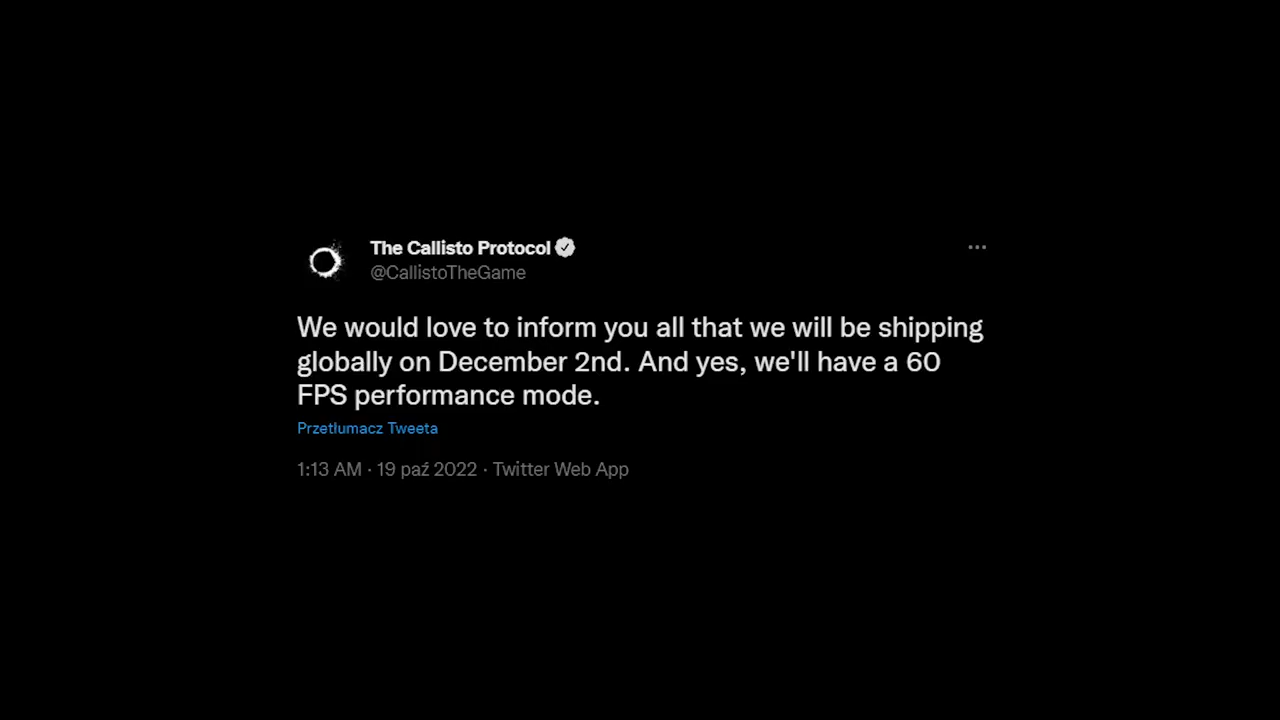 The Callisto Protocol
@CallistoTheGame
We would love to inform you all that we will be shipping
globally on December 2nd. And yes, we'll have a 60
FPS performance mode.
Przetłumacz Tweeta
1:13 AM · 19 paź 2022 · Twitter Web App